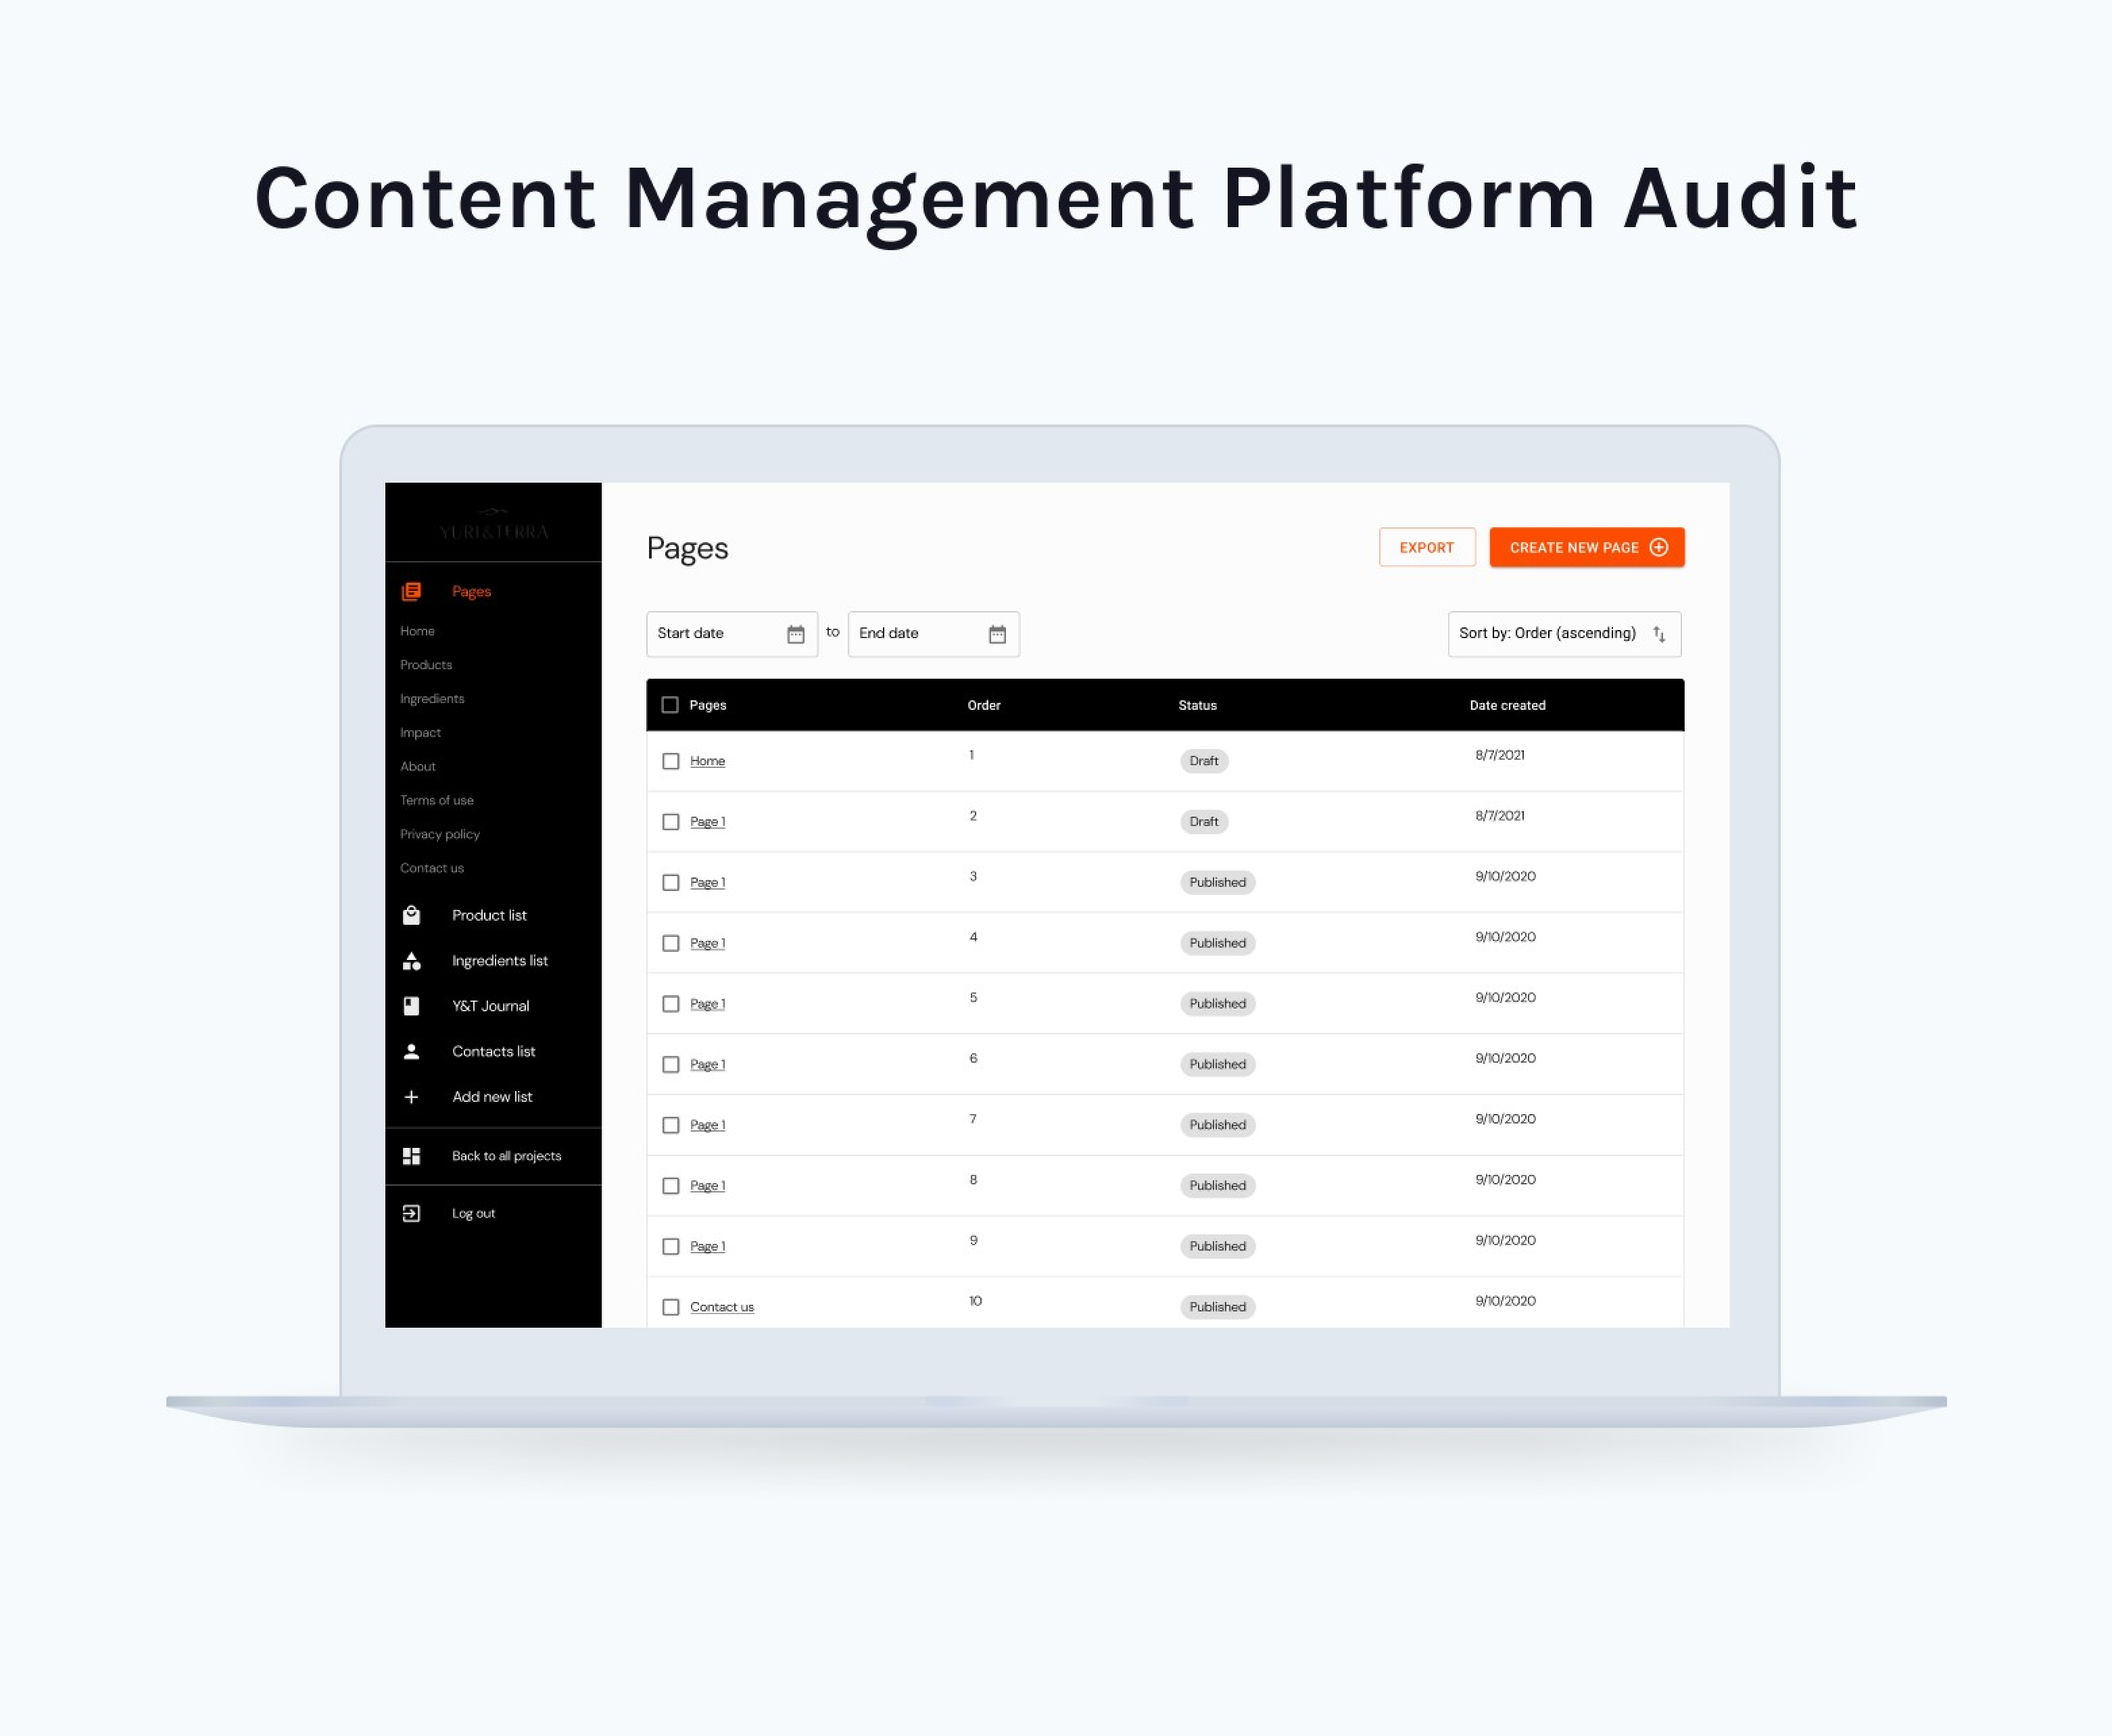 Content Management Platform Audit
YURI&TERRA
Pages
Home
Products
Ingredients
Impact
About
Terms of use
Privacy policy
Contact us
Product list
Ingredients list
Y&T Journal
Contacts list
Add new list
Back to all projects
Log out
Pages
EXPORT
CREATE NEW PAGE
Start date to End date
Sort by: Order (ascending)
Pages Order Status Date created
Home 1 Draft 8/7/2021
Page 1 2 Draft 8/7/2021
Page 1 3 Published 9/10/2020
Page 1 4 Published 9/10/2020
Page 1 5 Published 9/10/2020
Page 1 6 Published 9/10/2020
Page 1 7 Published 9/10/2020
Page 1 8 Published 9/10/2020
Page 1 9 Published 9/10/2020
Contact us 10 Published 9/10/2020